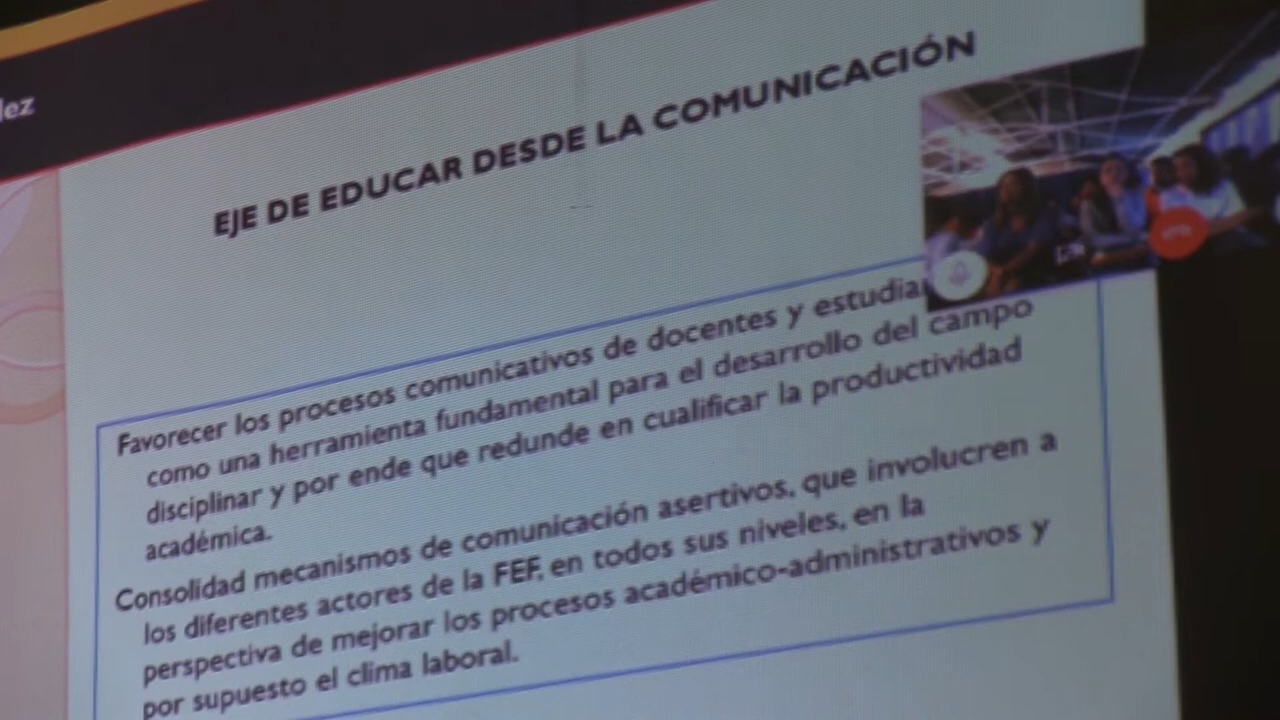 lez
EJE DE EDUCAR DESDE LA COMUNICACIÓN
Favorecer los procesos comunicativos de docentes y estudia
como una herramienta fundamental para el desarrollo del campo
disciplinar y por ende que redunde en cualificar la productividad
académica.
Consolidad mecanismos de comunicación asertivos, que involucren a
los diferentes actores de la FEF, en todos sus niveles, en la
perspectiva de mejorar los procesos académico-administrativos y
por supuesto el clima laboral.